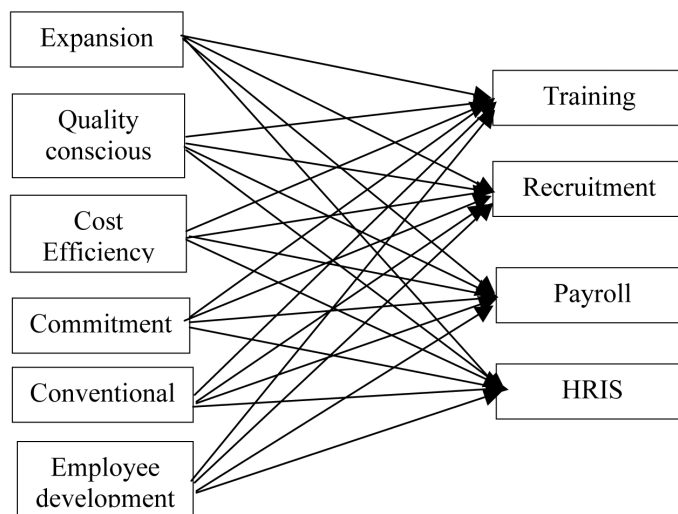 Expansion
Quality
conscious
Cost
Efficiency
Commitment
Conventional
Employee
development
Training
Recruitment
Payroll
HRIS